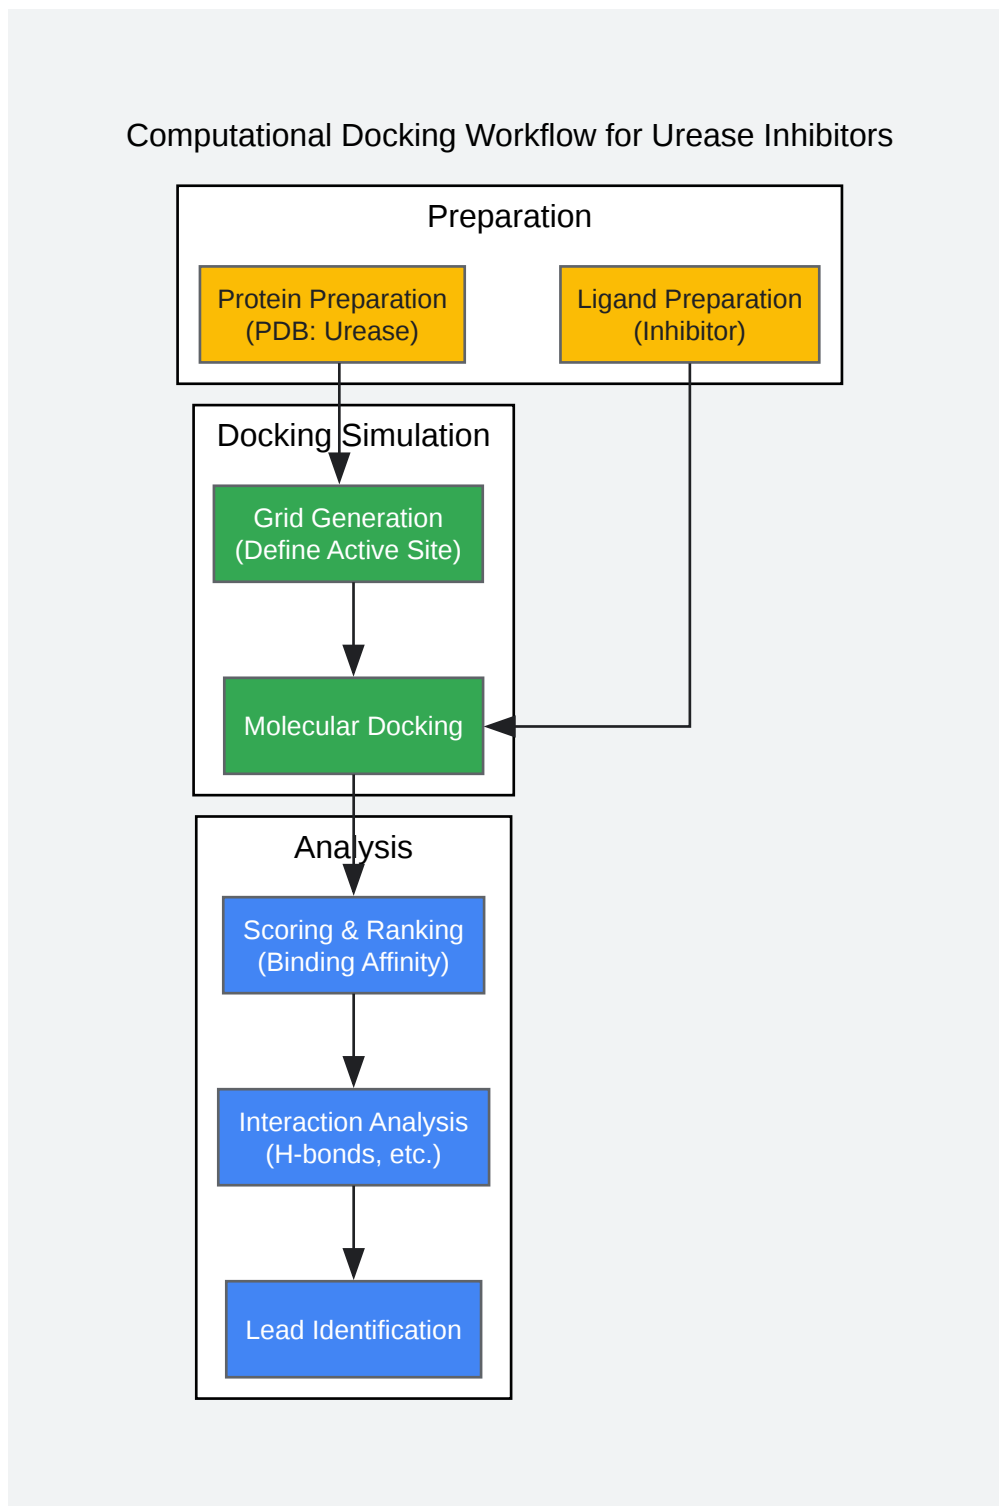 Computational Docking Workflow for Urease Inhibitors
Preparation
Protein Preparation
(PDB: Urease)
Ligand Preparation
(Inhibitor)
Docking Simulation
Grid Generation
(Define Active Site)
Molecular Docking
Analysis
Scoring & Ranking
(Binding Affinity)
Interaction Analysis
(H-bonds, etc.)
Lead Identification